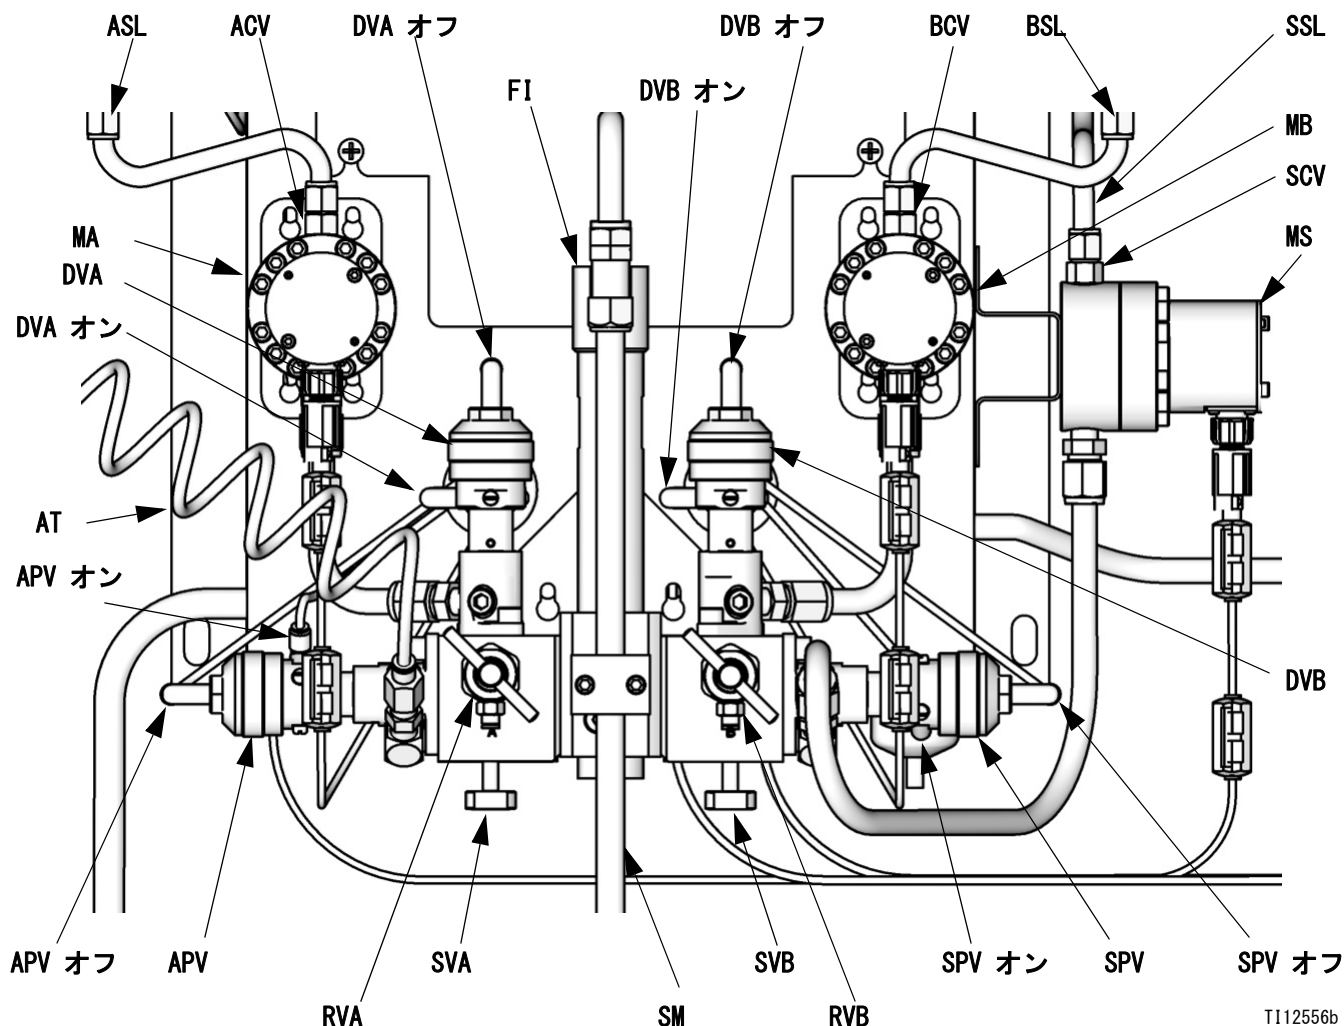 ASL
ACV
DVA オフ
DVB オフ
BCV
BSL
SSL
FI
DVB オン
MB
SCV
MA
MS
DVA
DVA オン
AT
APV オン
DVB
A
B
APV オフ
APV
SVA
SVB
SPV オン
SPV
SPV オフ
RVA
SM
RVB
TI12556b